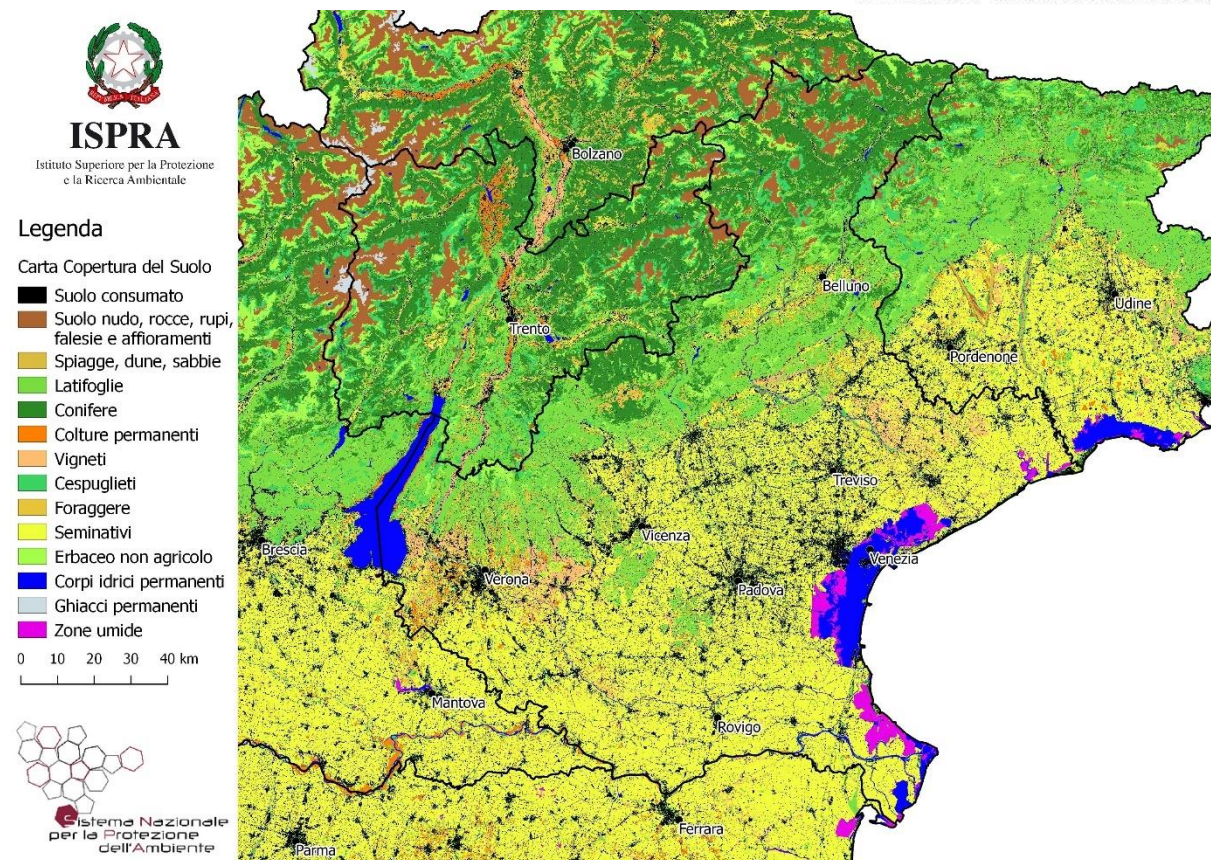 ISPRA
Istituto Superiore per la Protezione
e la Ricerca Ambientale
Legenda
Carta Copertura del Suolo
Suolo consumato
Suolo nudo, rocce, rupi,
falesie e affioramenti
Spiagge, dune, sabbie
Latifoglie
Conifere
Colture permanenti
Vigneti
Cespuglieti
Foraggere
Seminativi
Erbaceo non agricolo
Corpi idrici permanenti
Ghiacci permanenti
Zone umide
0 10 20 30 40 km
Sistema Nazionale
per la Protezione
dell'Ambiente
Bolzano
Belluno
Udine
Trento
Pordenone
Treviso
Vicenza
Brescia
Venezia
Verona
Padova
Mantova
Rovigo
Ferrara
Parma